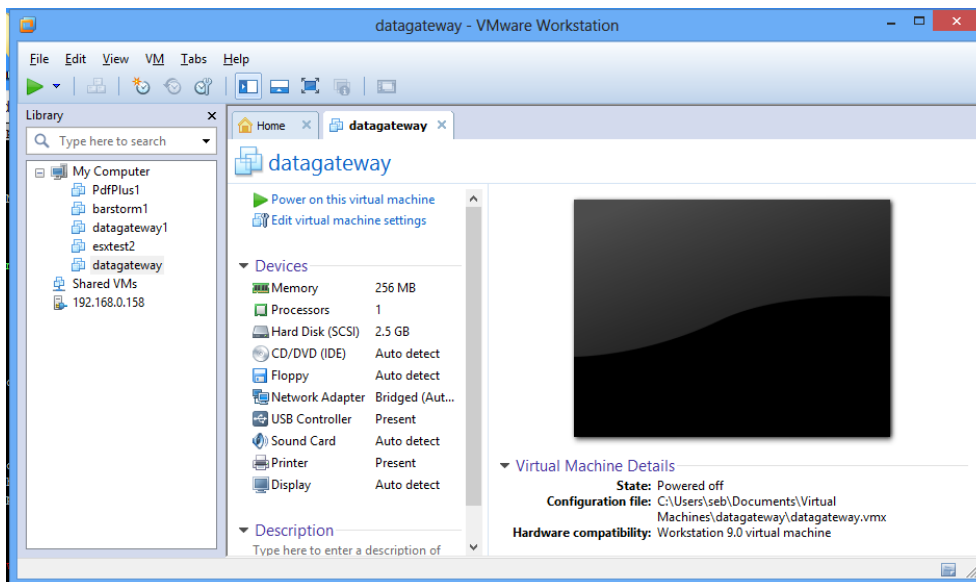 datagateway - VMware Workstation
File Edit View VM Tabs Help
Library
Home
datagateway
Type here to search
datagateway
My Computer
PdfPlus1
barstorm1
datagateway1
esxtest2
datagateway
Shared VMs
192.168.0.158
Power on this virtual machine
Edit virtual machine settings
Devices
Memory 256 MB
Processors 1
Hard Disk (SCSI) 2.5 GB
CD/DVD (IDE) Auto detect
Floppy Auto detect
Network Adapter Bridged (Aut...
USB Controller Present
Sound Card Auto detect
Printer Present
Display Auto detect
Description
Type here to enter a description of
Virtual Machine Details
State: Powered off
Configuration file: C:\Users\seb\Documents\Virtual
Machines\datagateway\datagateway.vmx
Hardware compatibility: Workstation 9.0 virtual machine